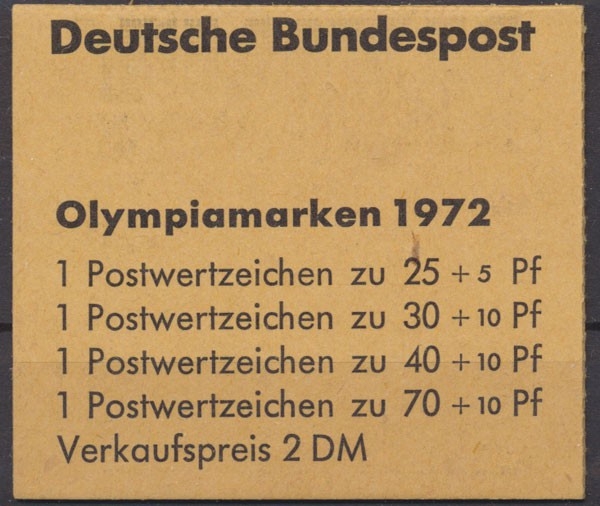 Deutsche Bundespost
Olympiamarken 1972
1 Postwertzeichen zu 25 + 5 Pf
1 Postwertzeichen zu 30 + 10 Pf
1 Postwertzeichen zu 40 + 10 Pf
1 Postwertzeichen zu 70 + 10 Pf
Verkaufspreis 2 DM